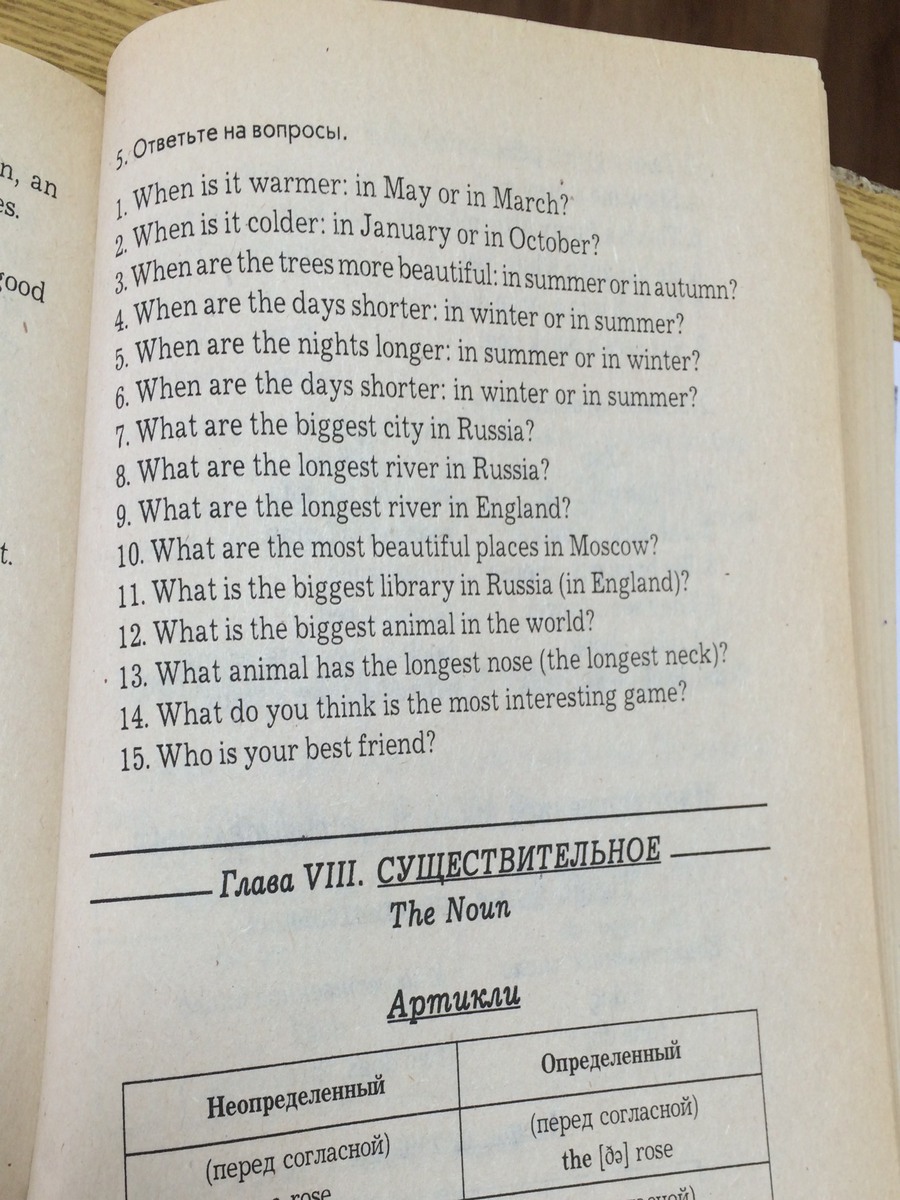 n, an
es.
good
t.
5. Ответьте на вопросы.
1. When is it warmer: in May or in March?
2. When is it colder: in January or in October?
3. When are the trees more beautiful: in summer or in autumn?
4. When are the days shorter: in winter or in summer?
5. When are the nights longer: in summer or in winter?
6. When are the days shorter: in winter or in summer?
7. What are the biggest city in Russia?
8. What are the longest river in Russia?
9. What are the longest river in England?
10. What are the most beautiful places in Moscow?
11. What is the biggest library in Russia (in England)?
12. What is the biggest animal in the world?
13. What animal has the longest nose (the longest neck)?
14. What do you think is the most interesting game?
15. Who is your best friend?
Глава VIII. СУЩЕСТВИТЕЛЬНОЕ
The Noun
Артикли
Неопределенный
Определенный
(перед согласной)
rose
(перед согласной)
the [ðə] rose